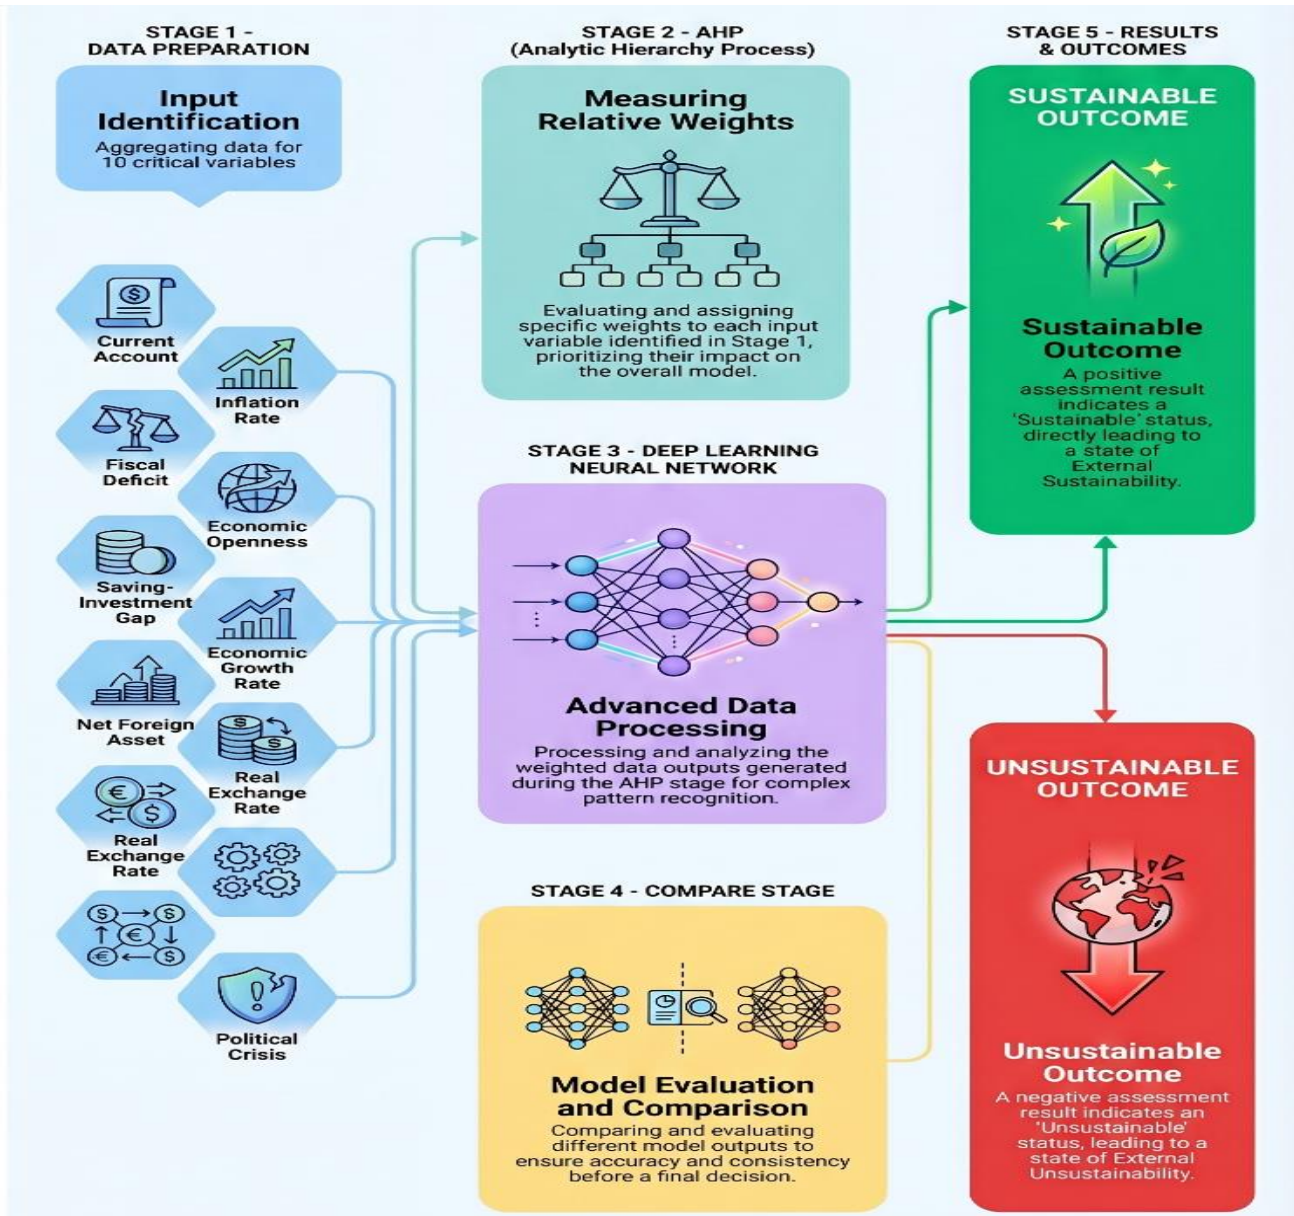 STAGE 1 -
DATA PREPARATION
Input
Identification
Aggregating data for
10 critical variables
$
Current
Account
Inflation
Rate
Fiscal
Deficit
Economic
Openness
Saving-
Investment
Gap
Economic
Growth
Rate
Net Foreign
Asset
$
$
Real
Exchange
Rate
€
$
Real
Exchange
Rate
$
$
€
€
$
!
Political
Crisis
STAGE 2 - AHP
(Analytic Hierarchy Process)
Measuring
Relative Weights
Evaluating and assigning
specific weights to each input
variable identified in Stage 1,
prioritizing their impact on
the overall model.
STAGE 3 - DEEP LEARNING
NEURAL NETWORK
Advanced Data
Processing
Processing and analyzing the
weighted data outputs generated
during the AHP stage for complex
pattern recognition.
STAGE 4 - COMPARE STAGE
Model Evaluation
and Comparison
Comparing and evaluating
different model outputs to
ensure accuracy and consistency
before a final decision.
STAGE 5 - RESULTS
& OUTCOMES
SUSTAINABLE
OUTCOME
Sustainable
Outcome
A positive
assessment result
indicates a
'Sustainable' status,
directly leading to
a state of
External
Sustainability.
UNSUSTAINABLE
OUTCOME
Unsustainable
Outcome
A negative assessment
result indicates an
'Unsustainable'
status, leading to a
state of External
Unsustainability.